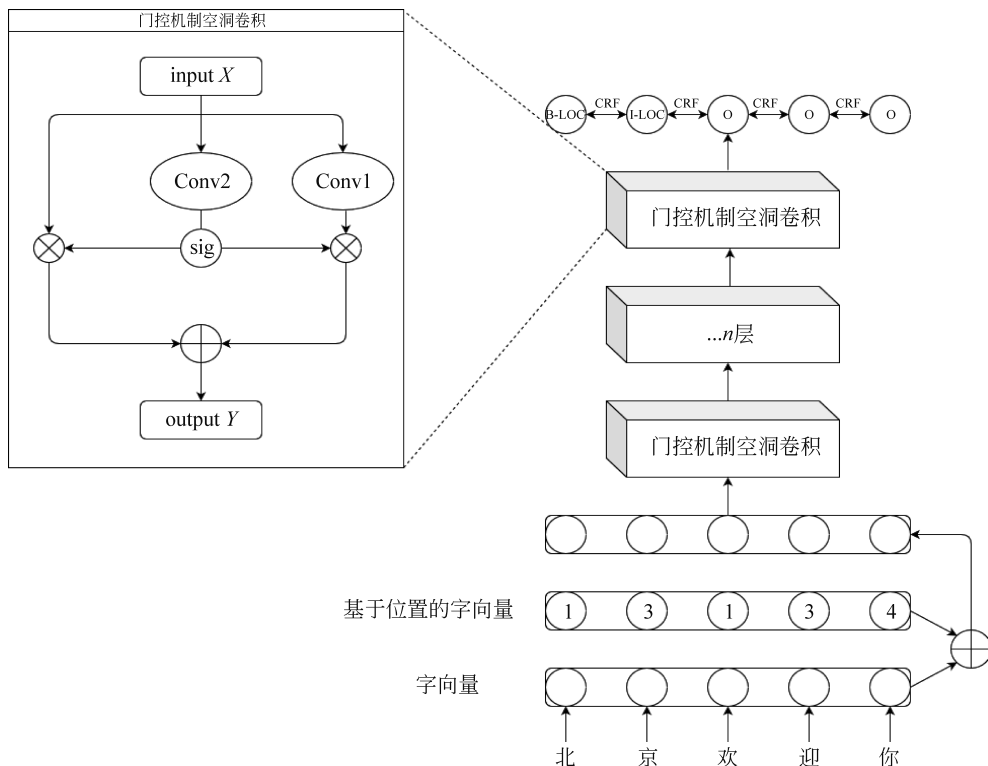 门控机制空洞卷积
input X
Conv2
Conv1
sig
output Y
B-LOC CRF I-LOC CRF O CRF O CRF O
门控机制空洞卷积
...n层
门控机制空洞卷积
基于位置的字向量 1 3 1 3 4
字向量
北 京 欢 迎 你